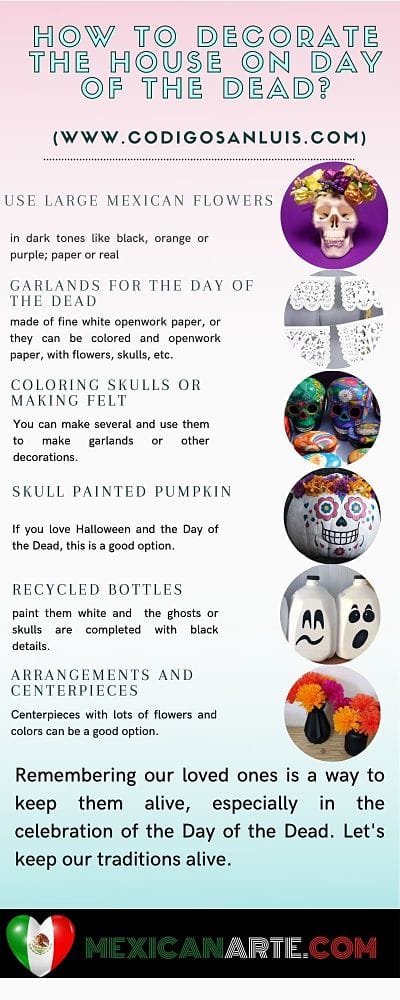 HOW TO DECORATE
THE HOUSE ON DAY
OF THE DEAD?
(WWW.CODIGOSANLUIS.COM)
USE LARGE MEXICAN FLOWERS
in dark tones like black, orange or
purple; paper or real
GARLANDS FOR THE DAY OF
THE DEAD
made of fine white openwork paper, or
they can be colored and openwork
paper, with flowers, skulls, etc.
COLORING SKULLS OR
MAKING FELT
You can make several and use them
to make garlands or other
decorations.
SKULL PAINTED PUMPKIN
If you love Halloween and the Day of
the Dead, this is a good option.
RECYCLED BOTTLES
paint them white and the ghosts or
skulls are completed with black
details.
ARRANGEMENTS AND
CENTERPIECES
Centerpieces with lots of flowers and
colors can be a good option.
Remembering our loved ones is a way to
keep them alive, especially in the
celebration of the Day of the Dead. Let's
keep our traditions alive.
MEXICANARTE.COM